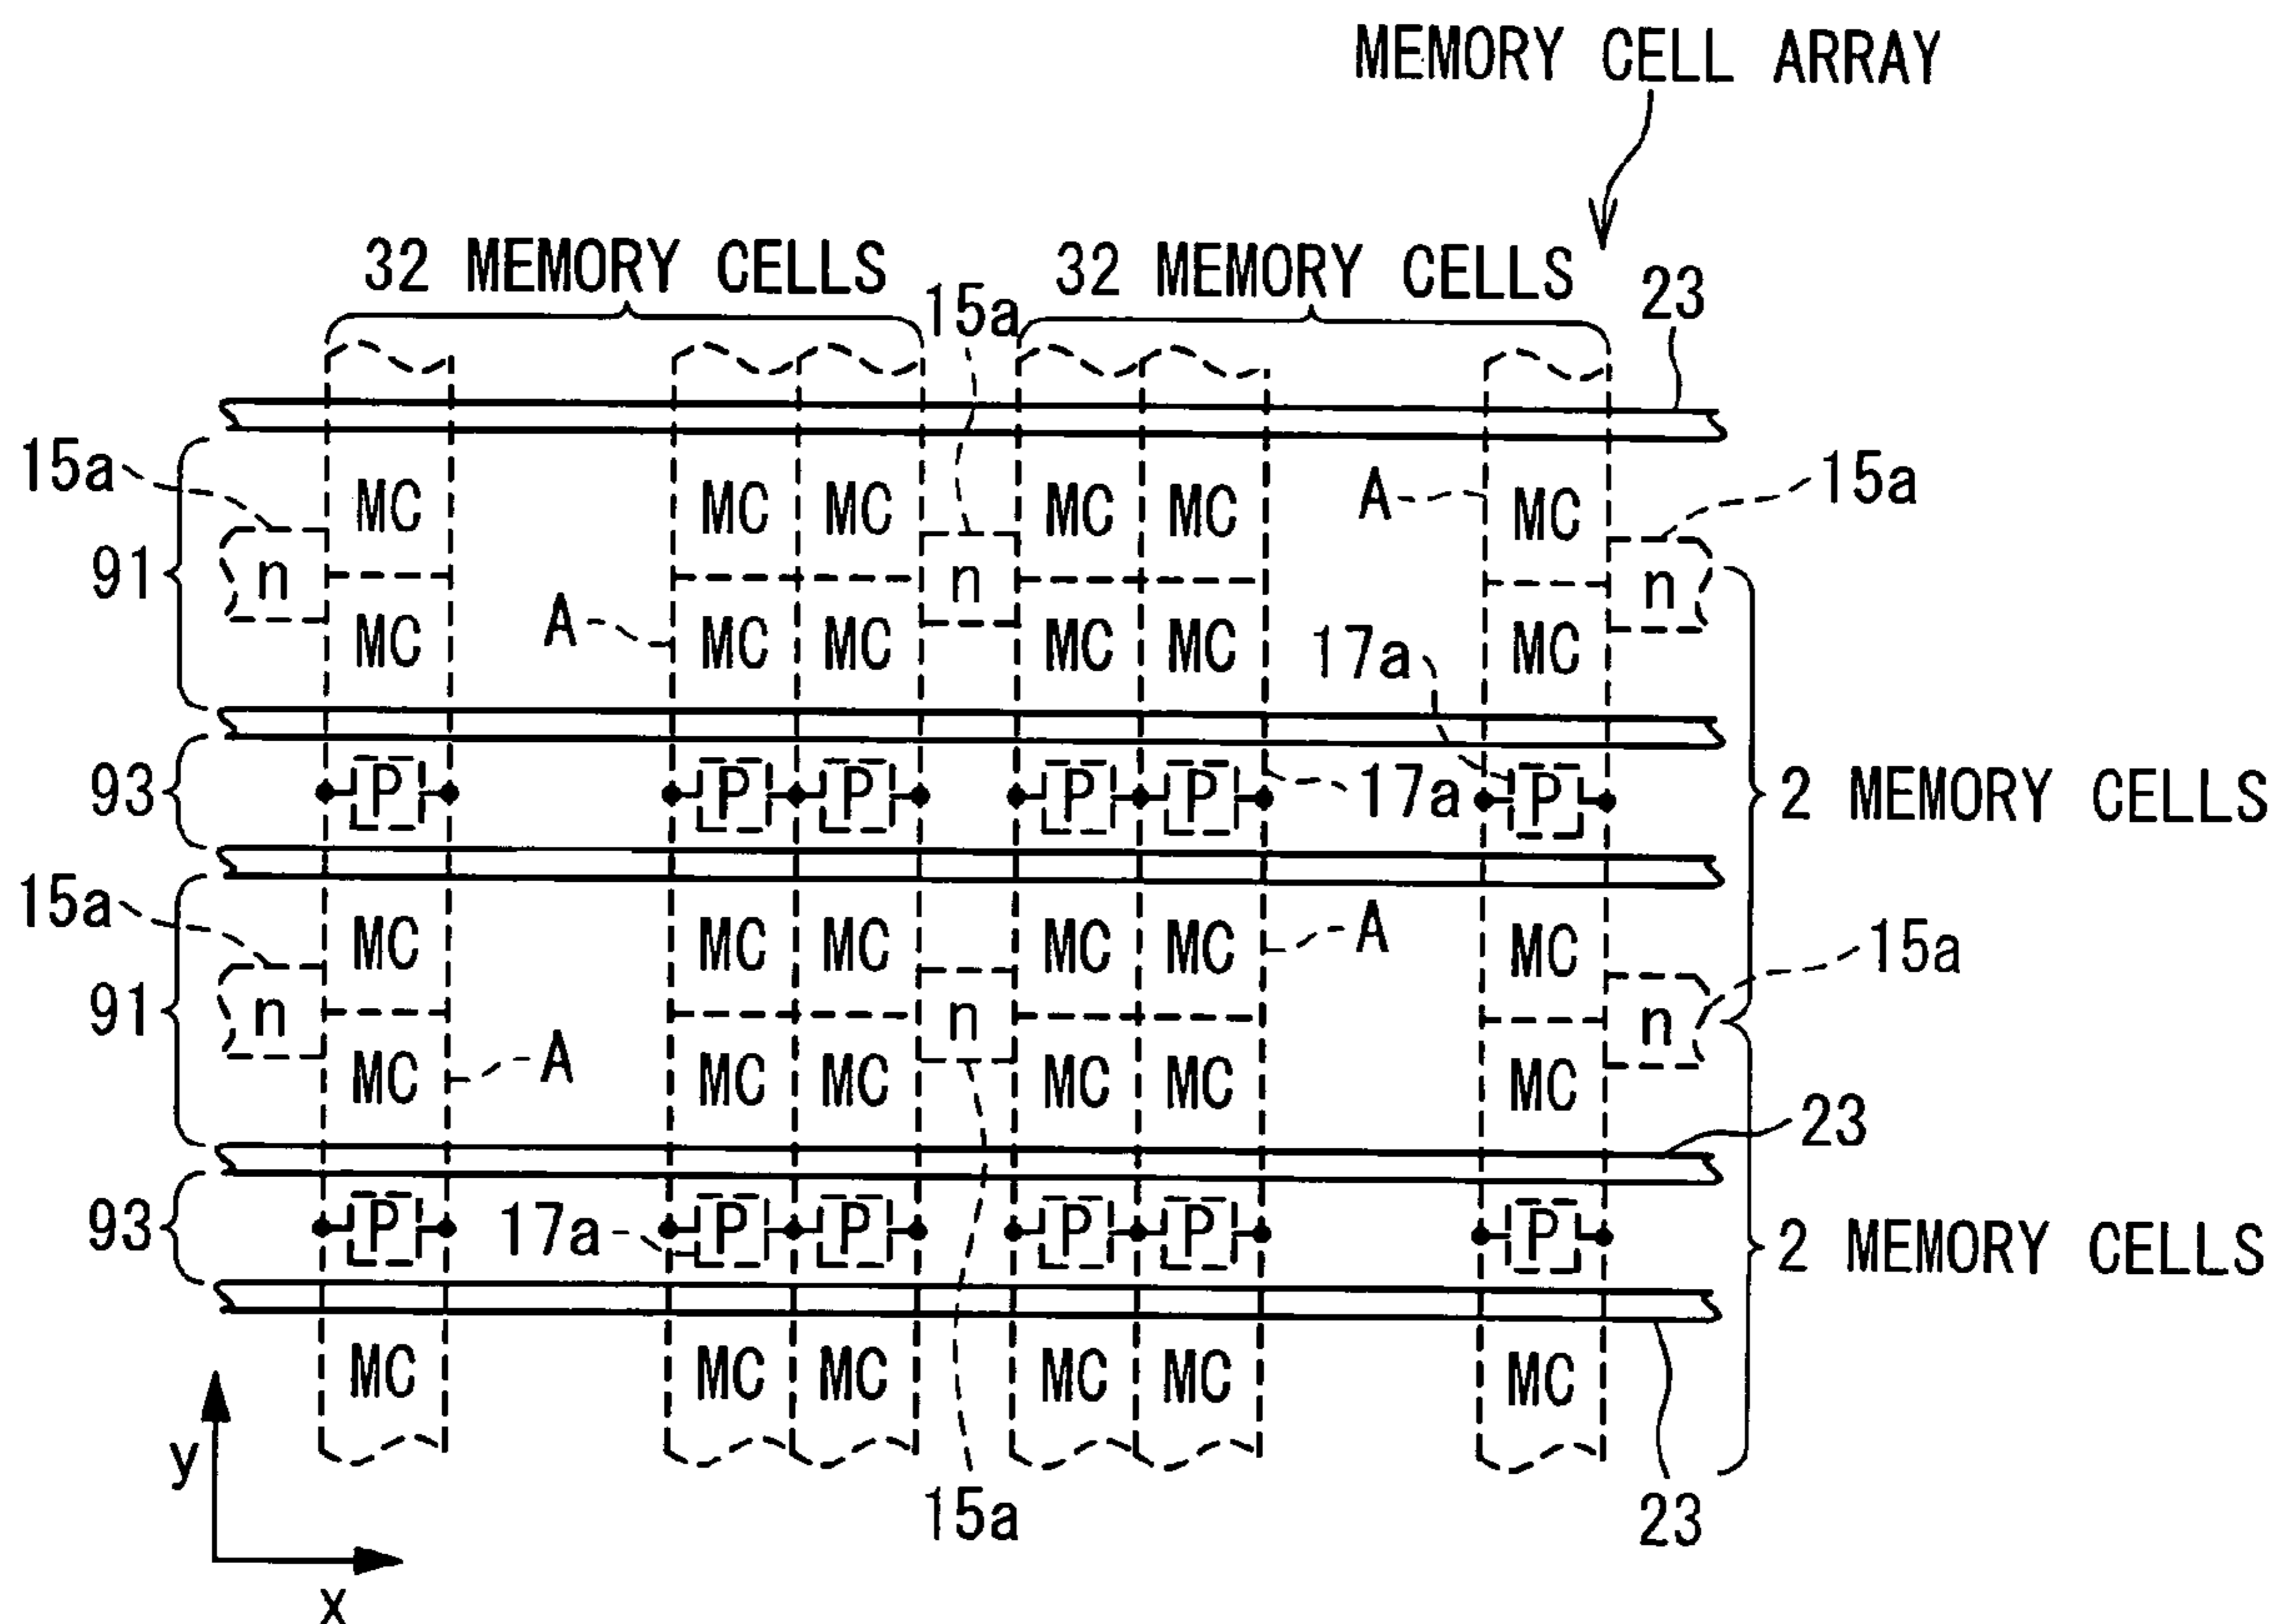 MEMORY CELL ARRAY
32 MEMORY CELLS 32 MEMORY CELLS 23
15a
15a MC MC MC MC MC A MC 15a
91 n n n
A MC MC MC MC MC MC
17a
93 P P P P P 17a P 2 MEMORY CELLS
15a MC MC MC MC MC A MC 15a
91 n n n
MC A MC MC MC MC MC
23
93 P 17a P P P P P 2 MEMORY CELLS
MC MC MC MC MC MC
y
15a 23
x